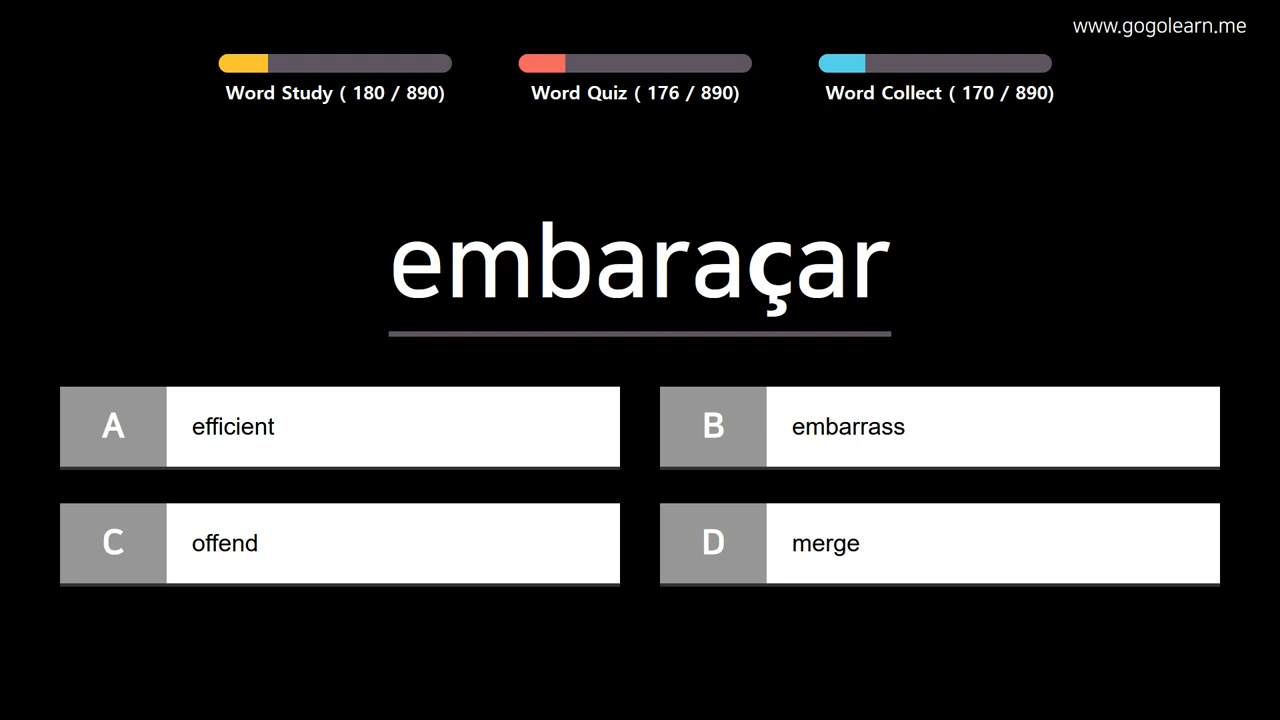 www.gogolearn.me
Word Study ( 180 / 890)
Word Quiz ( 176 / 890)
Word Collect ( 170 / 890)
embaraçar
A efficient
B embarrass
C offend
D merge